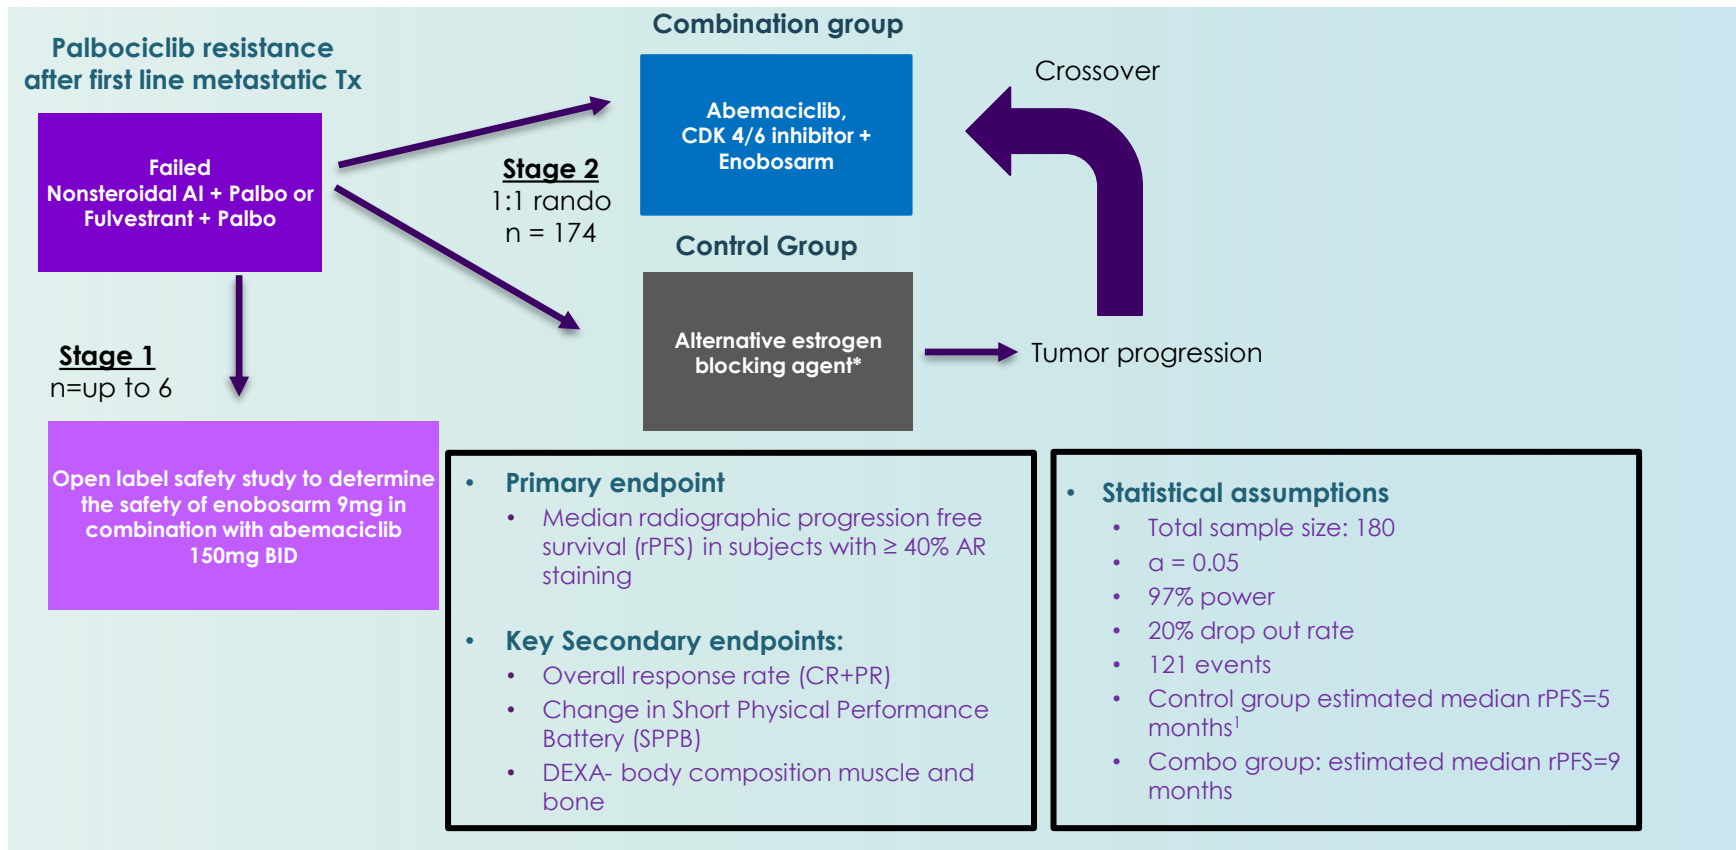 Palbociclib resistance
after first line metastatic Tx
Failed
Nonsteroidal AI + Palbo or
Fulvestrant + Palbo
Stage 1
n=up to 6
Open label safety study to determine
the safety of enobosarm 9mg in
combination with abemaciclib
150mg BID
Stage 2
1:1 rando
n = 174
Combination group
Abemaciclib,
CDK 4/6 inhibitor +
Enobosarm
Control Group
Alternative estrogen
blocking agent*
Crossover
Tumor progression
• Primary endpoint
• Median radiographic progression free
survival (rPFS) in subjects with ≥ 40% AR
staining
• Key Secondary endpoints:
• Overall response rate (CR+PR)
• Change in Short Physical Performance
Battery (SPPB)
• DEXA- body composition muscle and
bone
• Statistical assumptions
• Total sample size: 180
• α = 0.05
• 97% power
• 20% drop out rate
• 121 events
• Control group estimated median rPFS=5
months¹
• Combo group: estimated median rPFS=9
months